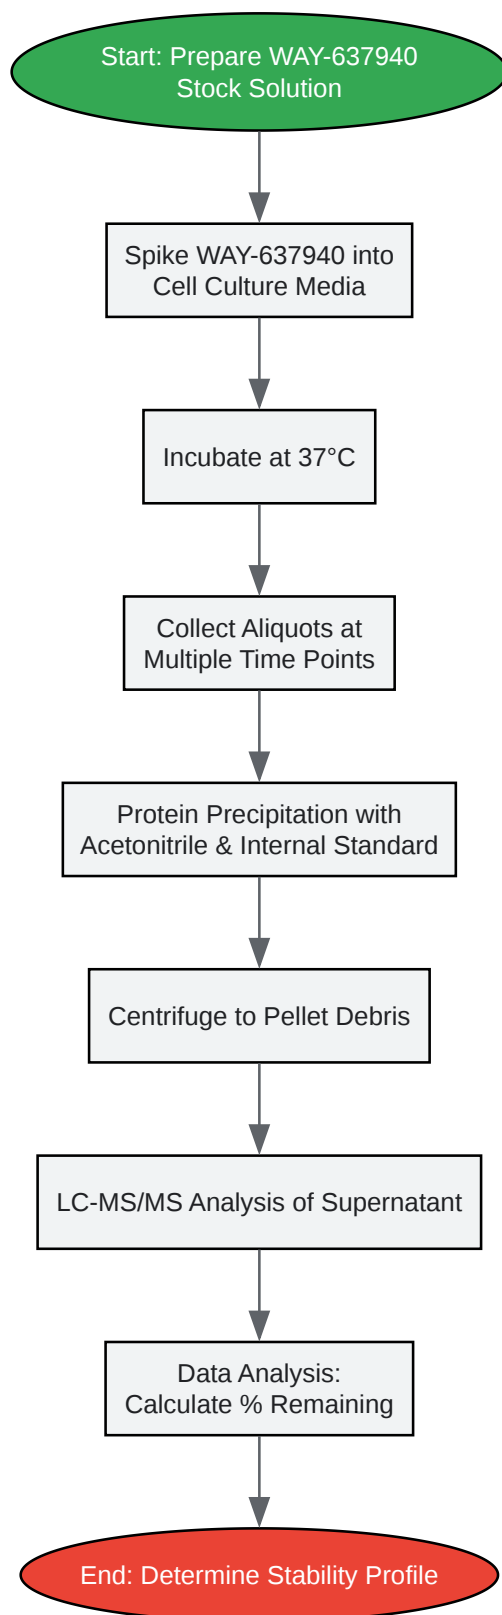 Start: Prepare WAY-637940
Stock Solution
Spike WAY-637940 into
Cell Culture Media
Incubate at 37°C
Collect Aliquots at
Multiple Time Points
Protein Precipitation with
Acetonitrile & Internal Standard
Centrifuge to Pellet Debris
LC-MS/MS Analysis of Supernatant
Data Analysis:
Calculate % Remaining
End: Determine Stability Profile